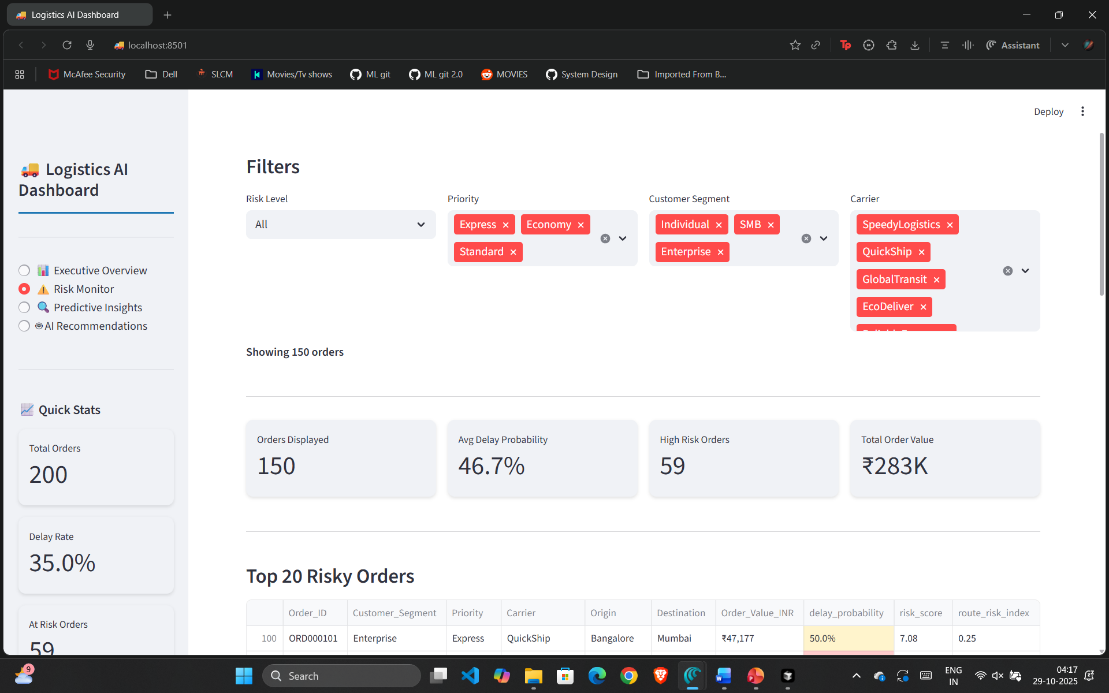 Logistics AI Dashboard
localhost:8501
Assistant
McAfee Security
Dell
SLCM
Movies/Tv shows
ML git
ML git 2.0
MOVIES
System Design
Imported From B...
Deploy
Logistics AI
Dashboard
Executive Overview
Risk Monitor
Predictive Insights
AI Recommendations
Quick Stats
Total Orders
200
Delay Rate
35.0%
At Risk Orders
59
Filters
Risk Level
All
Priority
Express × Economy ×
Standard ×
Customer Segment
Individual × SMB ×
Enterprise ×
Carrier
SpeedyLogistics ×
QuickShip ×
GlobalTransit ×
EcoDeliver ×
Showing 150 orders
Orders Displayed
150
Avg Delay Probability
46.7%
High Risk Orders
59
Total Order Value
₹283K
Top 20 Risky Orders
Order_ID Customer_Segment Priority Carrier Origin Destination Order_Value_INR delay_probability risk_score route_risk_index
100 ORD000101 Enterprise Express QuickShip Bangalore Mumbai ₹47,177 50.0% 7.08 0.25
9
Search
ENG
IN
04:17
29-10-2025